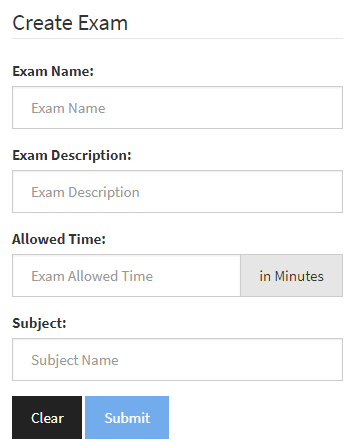 Create Exam
Exam Name:
Exam Name
Exam Description:
Exam Description
Allowed Time:
Exam Allowed Time in Minutes
Subject:
Subject Name
Clear Submit